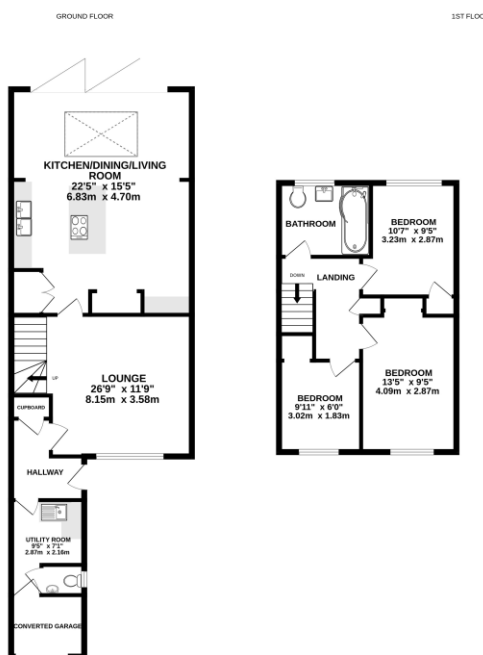 GROUND FLOOR
1ST FLOO
KITCHEN/DINING/LIVING
ROOM
22'5" x 15'5"
6.83m x 4.70m
LOUNGE
26'9" x 11'9"
8.15m x 3.58m
UP
CUPBOARD
HALLWAY
UTILITY ROOM
9'5" x 7'1"
2.87m x 2.16m
CONVERTED GARAGE
BATHROOM
BEDROOM
10'7" x 9'5"
3.23m x 2.87m
DOWN
LANDING
BEDROOM
13'5" x 9'5"
4.09m x 2.87m
BEDROOM
9'11" x 6'0"
3.02m x 1.83m